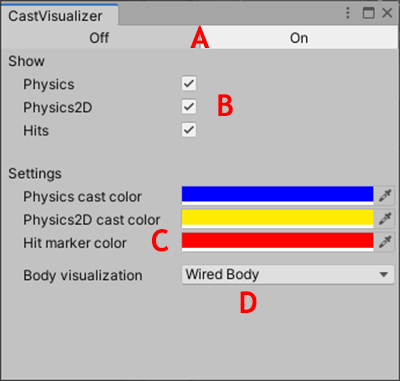 CastVisualizer
Off A On
Show
Physics
Physics2D B
Hits
Settings
Physics cast color
Physics2D cast color
Hit marker color C
Body visualization Wired Body
D